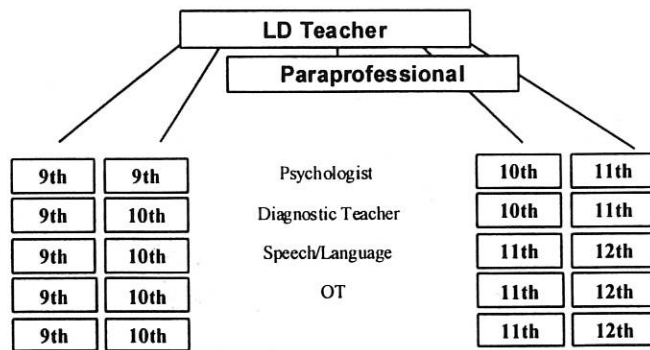 LD Teacher
Paraprofessional
9th 9th Psychologist 10th 11th
9th 10th Diagnostic Teacher 10th 11th
9th 10th Speech/Language 11th 12th
9th 10th OT 11th 12th
9th 10th 11th 12th